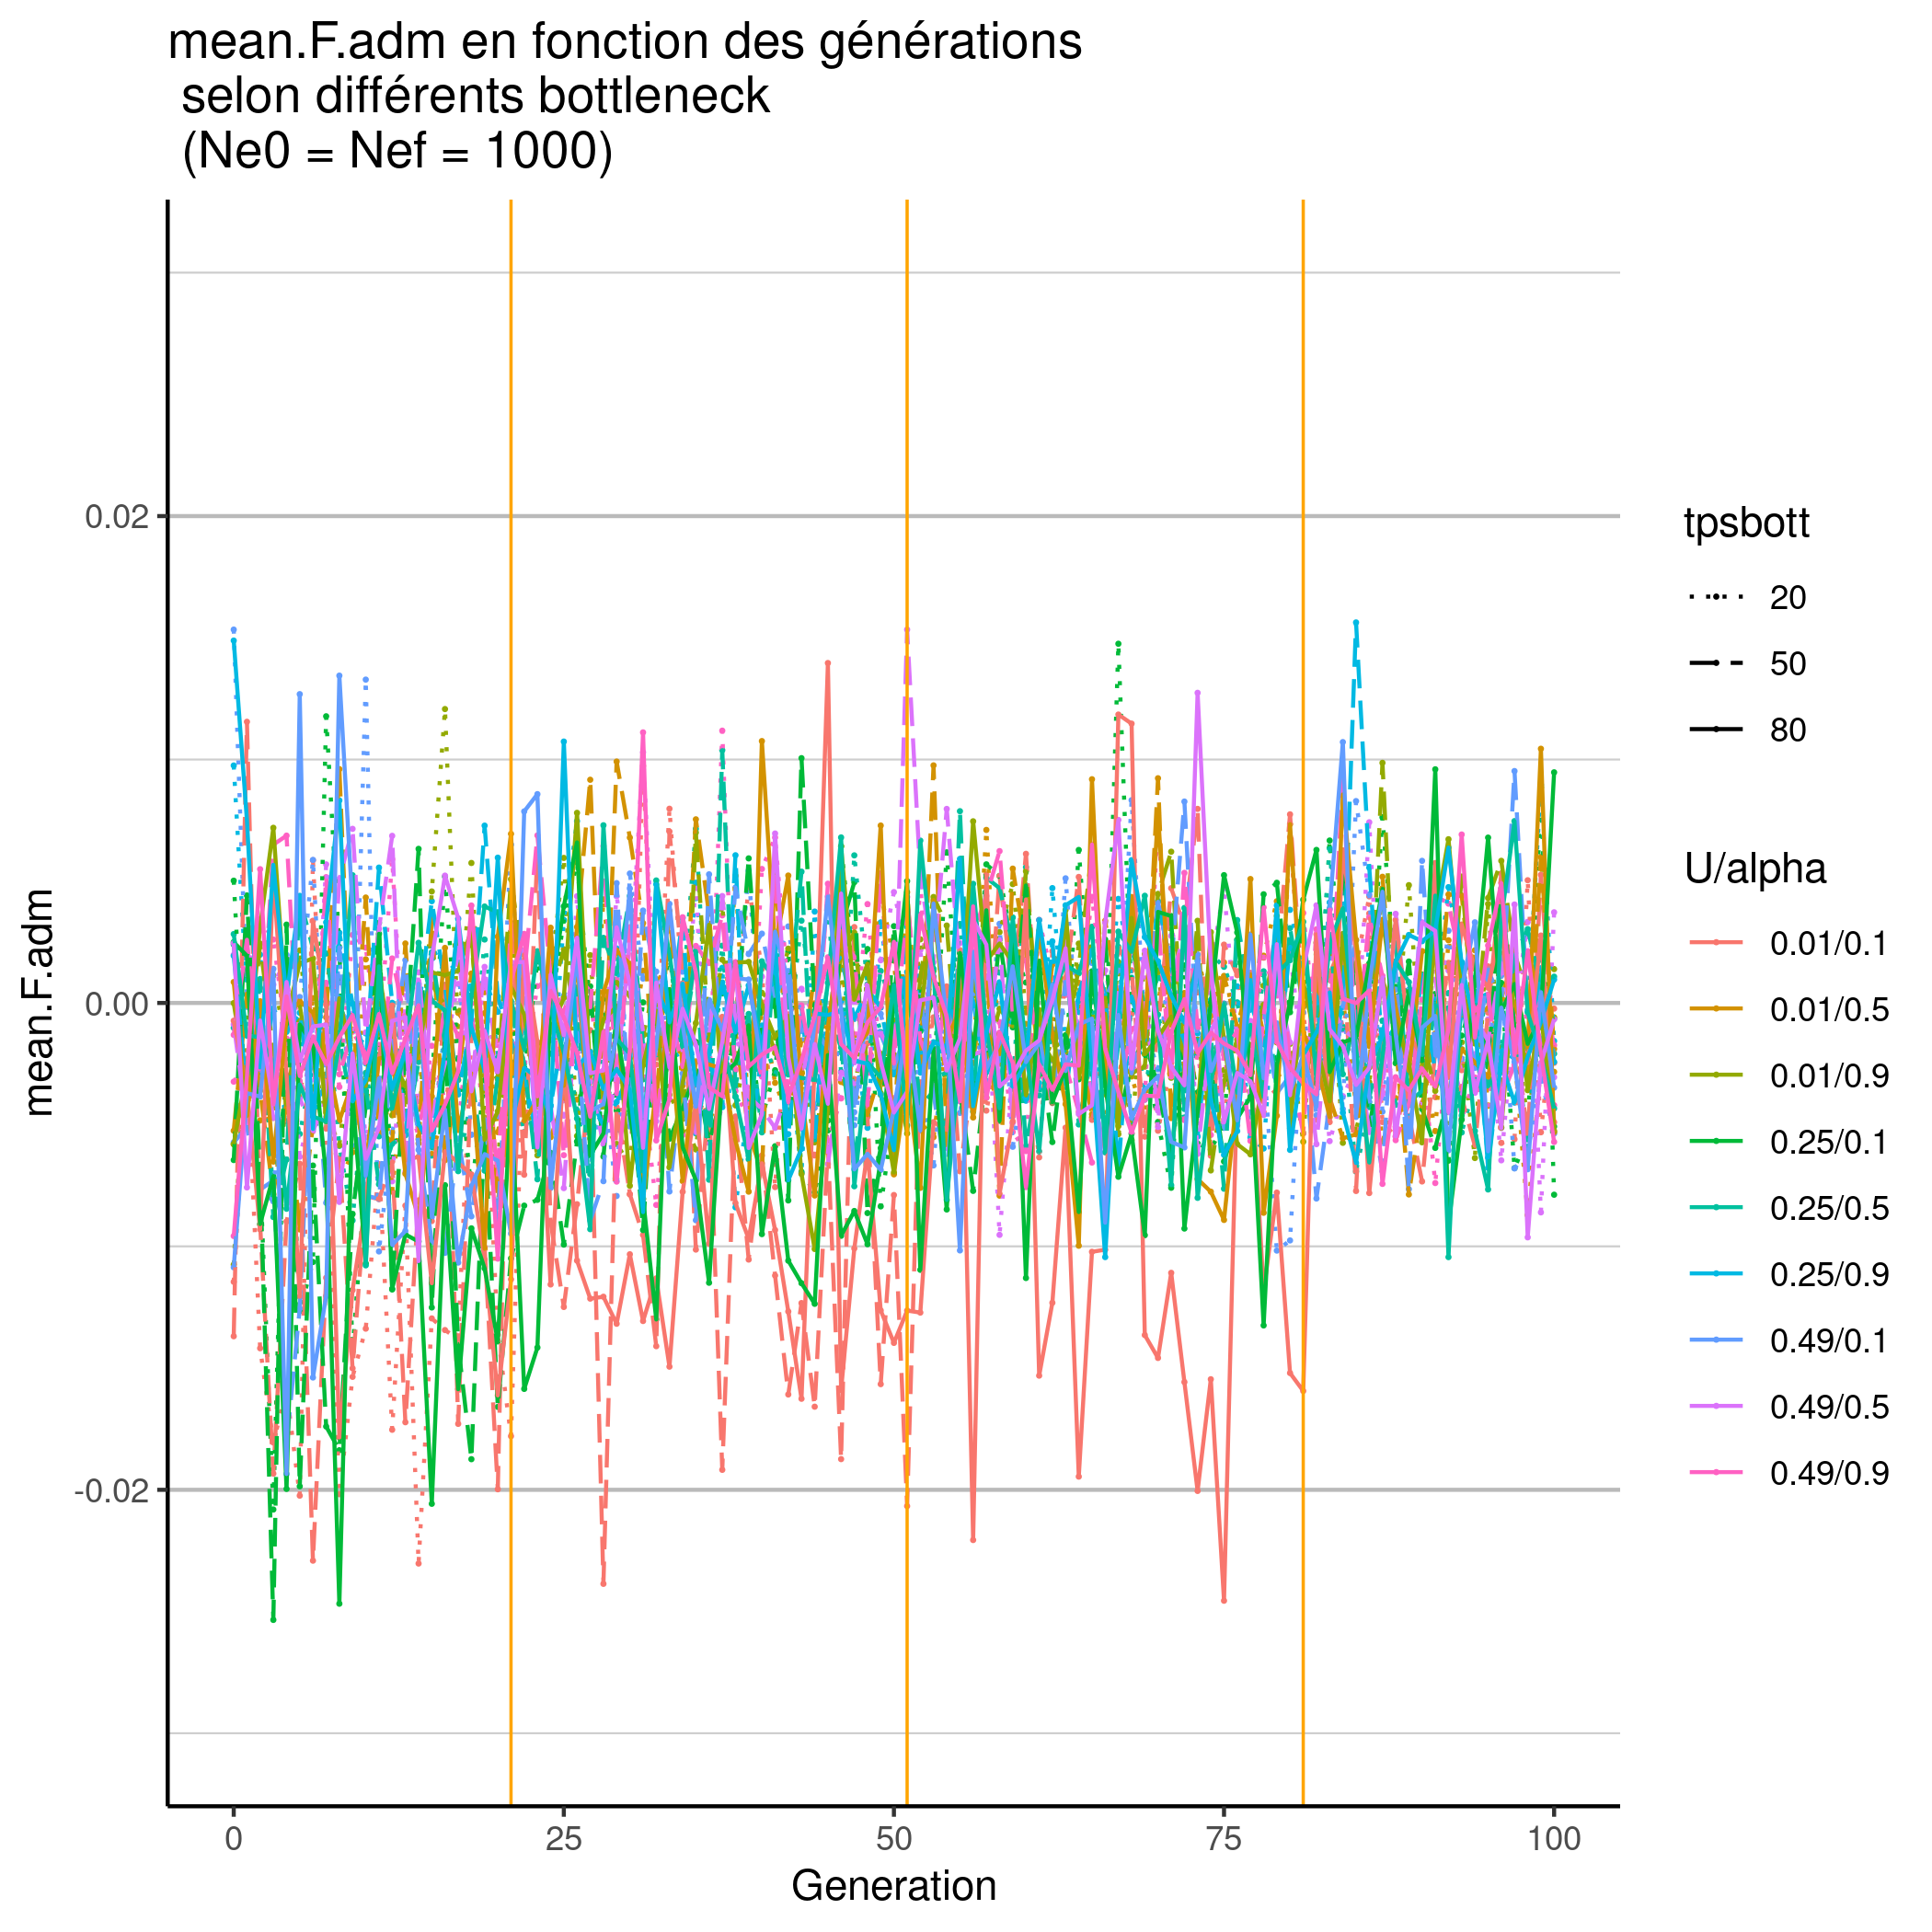 mean.F.adm en fonction des générations
selon différents bottleneck
(Ne0 = Nef = 1000)
mean.F.adm
0.02
0.00
-0.02
0 25 50 75 100
Generation
tpsbott
20
50
80
U/alpha
0.01/0.1
0.01/0.5
0.01/0.9
0.25/0.1
0.25/0.5
0.25/0.9
0.49/0.1
0.49/0.5
0.49/0.9